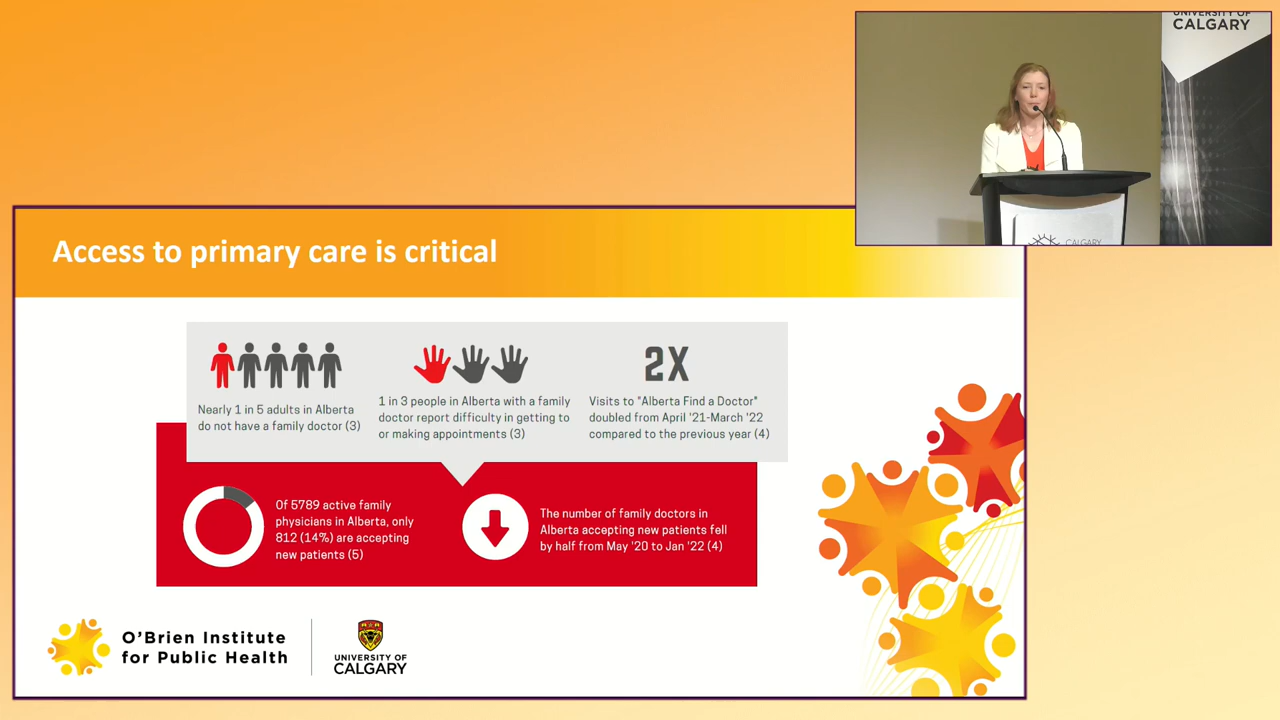 UNIVERSITY OF
CALGARY
Access to primary care is critical
2X
Nearly 1 in 5 adults in Alberta
do not have a family doctor (3)
1 in 3 people in Alberta with a family
doctor report difficulty in getting to
or making appointments (3)
Visits to "Alberta Find a Doctor"
doubled from April '21-March '22
compared to the previous year (4)
Of 5789 active family
physicians in Alberta, only
812 (14%) are accepting
new patients (5)
The number of family doctors in
Alberta accepting new patients fell
by half from May '20 to Jan '22 (4)
O'Brien Institute
for Public Health
UNIVERSITY OF
CALGARY
CALGARY